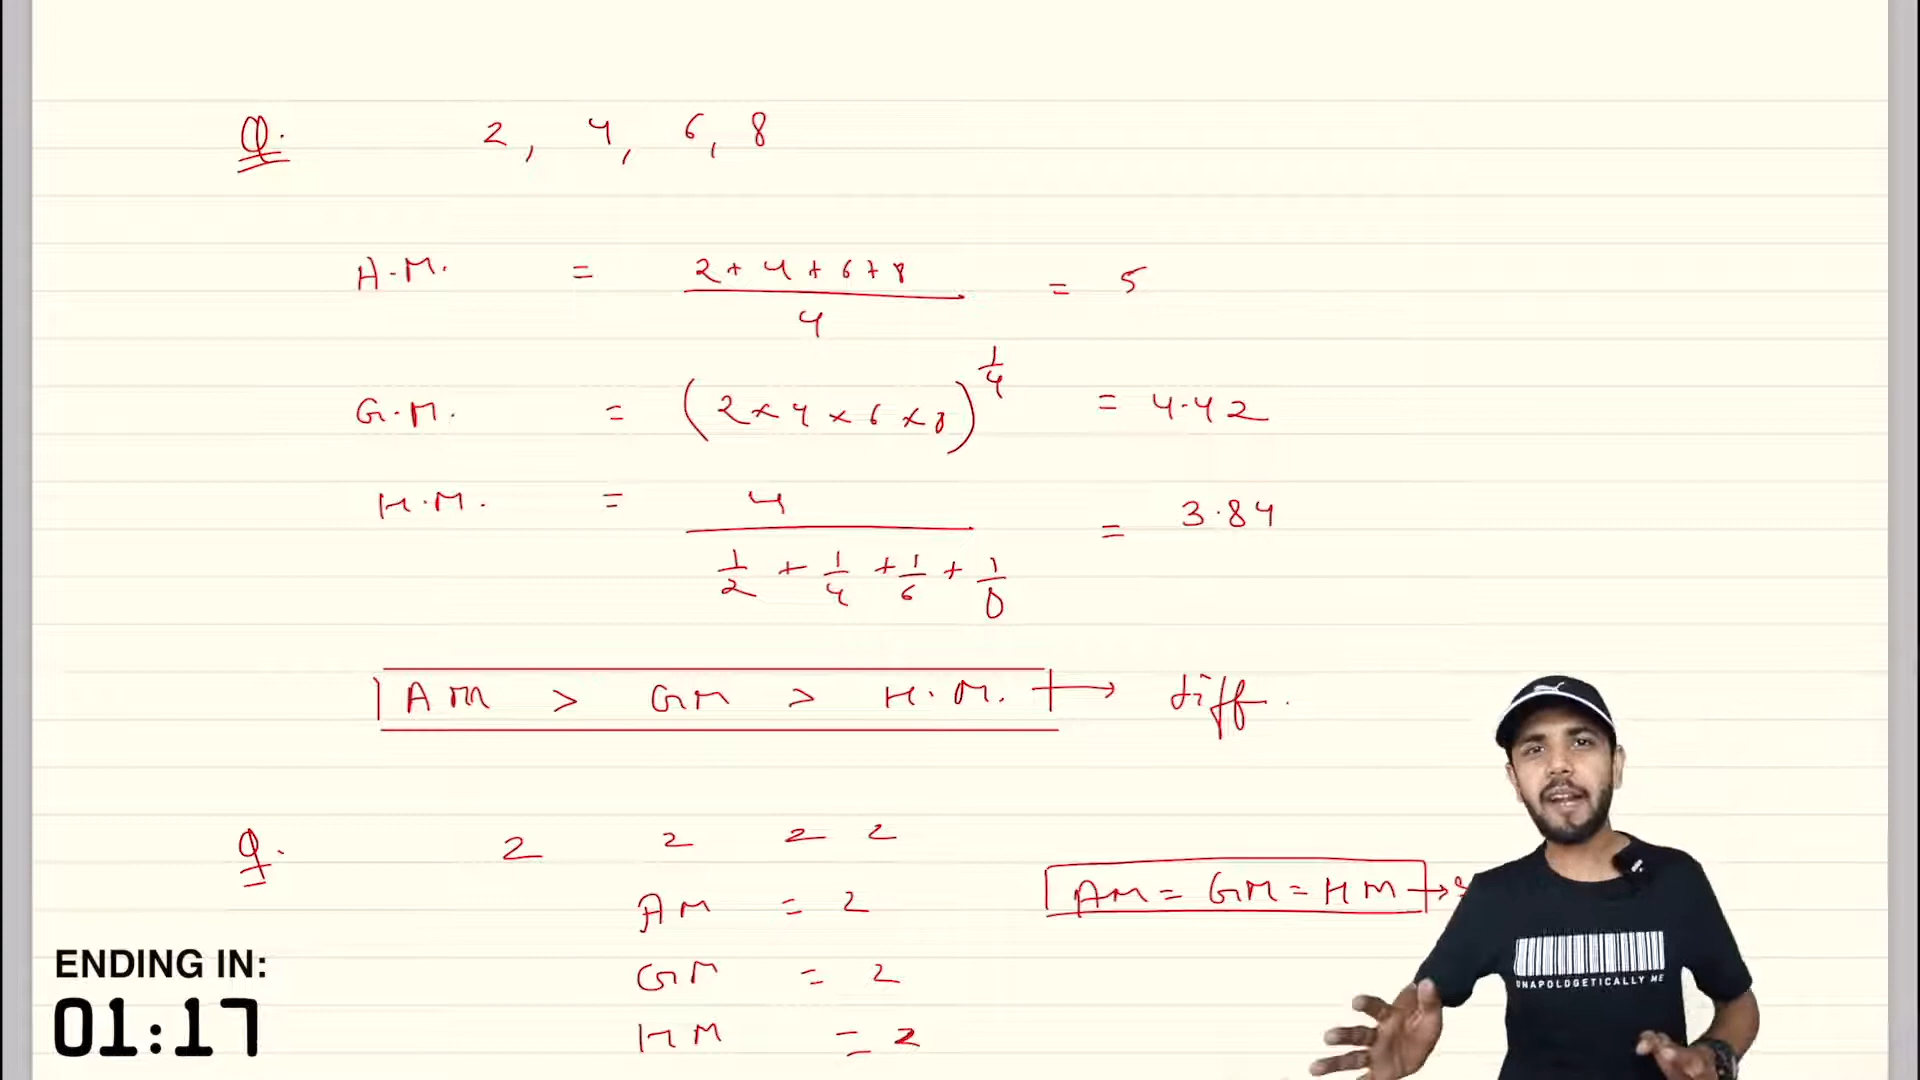 Q. 2, 4, 6, 8
A.M. = 2+4+6+8 / 4 = 5
G.M. = (2×4×6×8)^1/4 = 4.42
H.M. = 4 / 1/2 + 1/4 + 1/6 + 1/8 = 3.84
AM > GM > H.M. → diff.
Q. 2 2 2 2
AM = 2
AM = GM = HM →
GM = 2
HM = 2
ENDING IN:
01:17
UNAPOLOGETICALLY ME